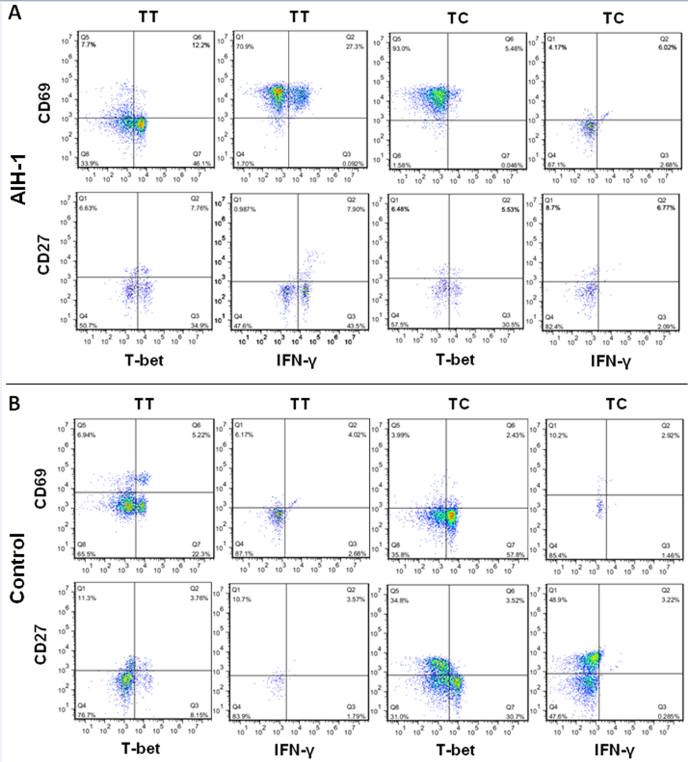 A
TT TT TC TC
AIH-1
CD69
Q5 7.7% Q6 12.2% Q8 33.9% Q7 46.1%
Q1 70.9% Q2 27.3% Q4 1.70% Q3 0.092%
Q5 93.0% Q6 5.46% Q8 1.58% Q7 0.046%
Q1 4.17% Q2 6.02% Q4 87.1% Q3 2.68%
CD27
Q1 6.63% Q2 7.76% Q4 50.7% Q3 34.9%
Q1 0.987% Q2 7.90% Q4 47.6% Q3 43.5%
Q1 6.48% Q2 5.53% Q4 57.5% Q3 30.5%
Q1 8.7% Q2 6.77% Q4 82.4% Q3 2.09%
T-bet IFN-γ T-bet IFN-γ
B
TT TT TC TC
Control
CD69
Q5 6.94% Q6 5.22% Q8 65.5% Q7 22.3%
Q1 6.17% Q2 4.02% Q4 87.1% Q3 2.68%
Q5 3.99% Q6 2.43% Q8 35.8% Q7 57.8%
Q1 10.2% Q2 2.92% Q4 85.4% Q3 1.46%
CD27
Q1 11.3% Q2 3.76% Q4 76.7% Q3 8.15%
Q1 10.7% Q2 3.57% Q4 83.9% Q3 1.79%
Q5 34.8% Q6 3.52% Q8 31.0% Q7 30.7%
Q1 48.9% Q2 3.22% Q4 47.6% Q3 0.285%
T-bet IFN-γ T-bet IFN-γ